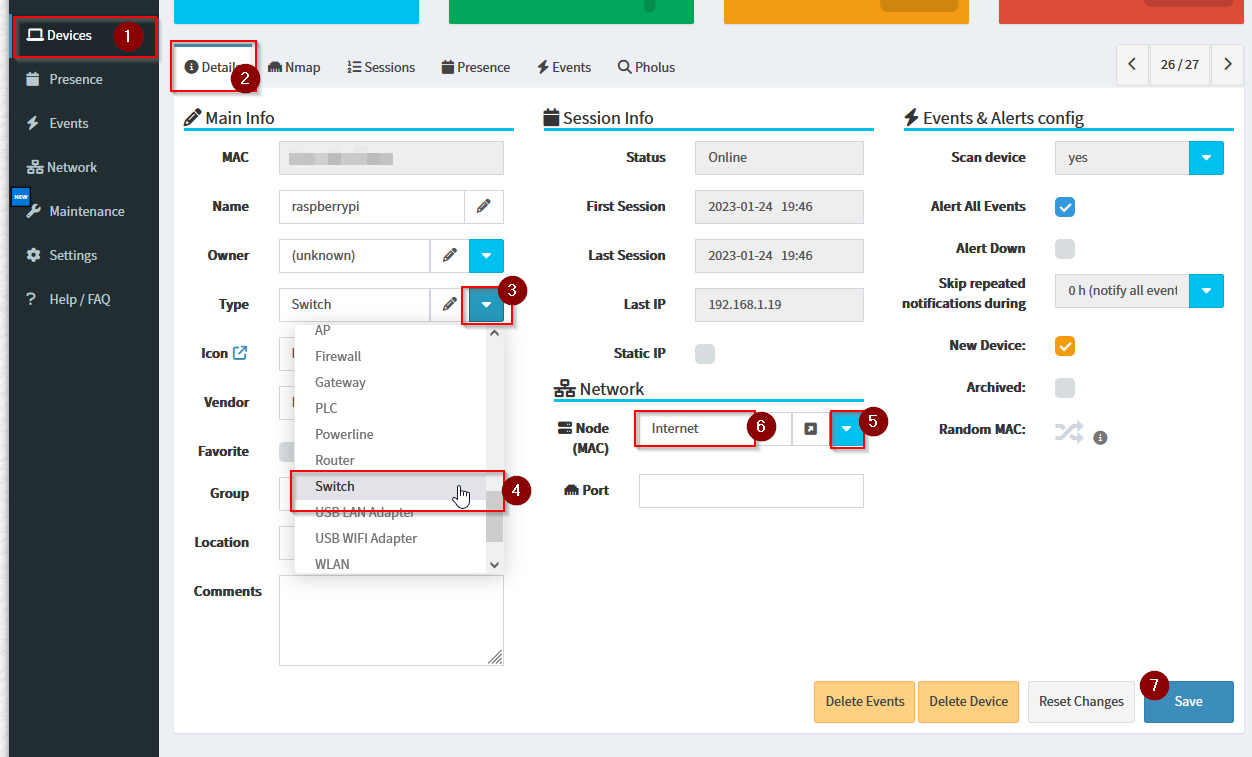 Devices
1
Presence
Events
Network
NEW
Maintenance
Settings
? Help / FAQ
Details
2
Nmap
Sessions
Presence
Events
Pholus
26 / 27
Main Info
MAC
Name
raspberrypi
Owner
(unknown)
Type
Switch
3
AP
Firewall
Gateway
PLC
Powerline
Router
Switch
4
USB LAN Adapter
USB WIFI Adapter
WLAN
Icon
Vendor
Favorite
Group
Location
Comments
Session Info
Status
Online
First Session
2023-01-24 19:46
Last Session
2023-01-24 19:46
Last IP
192.168.1.19
Static IP
Network
Node
(MAC)
Internet
6
5
Port
Events & Alerts config
Scan device
yes
Alert All Events
Alert Down
Skip repeated
notifications during
0 h (notify all event
New Device:
Archived:
Random MAC:
Delete Events
Delete Device
Reset Changes
7
Save